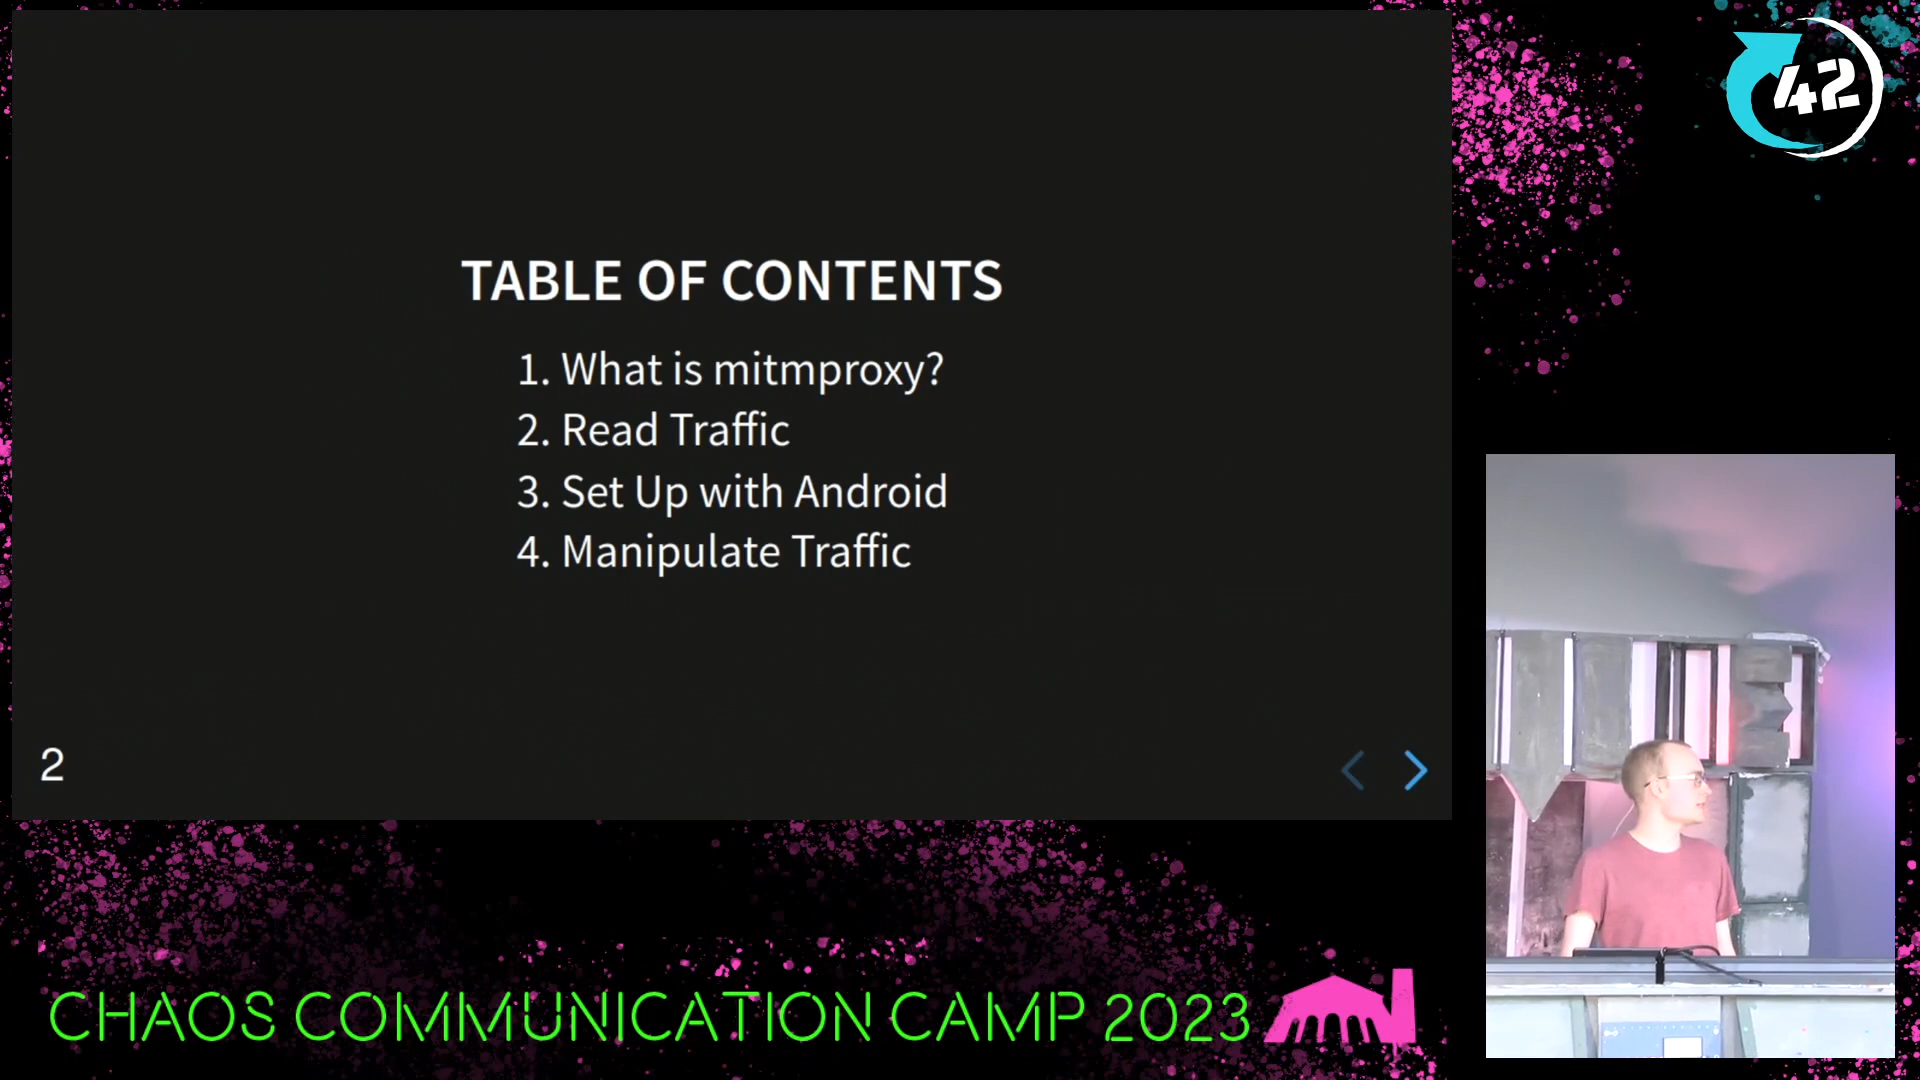 42
TABLE OF CONTENTS
1. What is mitmproxy?
2. Read Traffic
3. Set Up with Android
4. Manipulate Traffic
2
CHAOS COMMUNICATION CAMP 2023